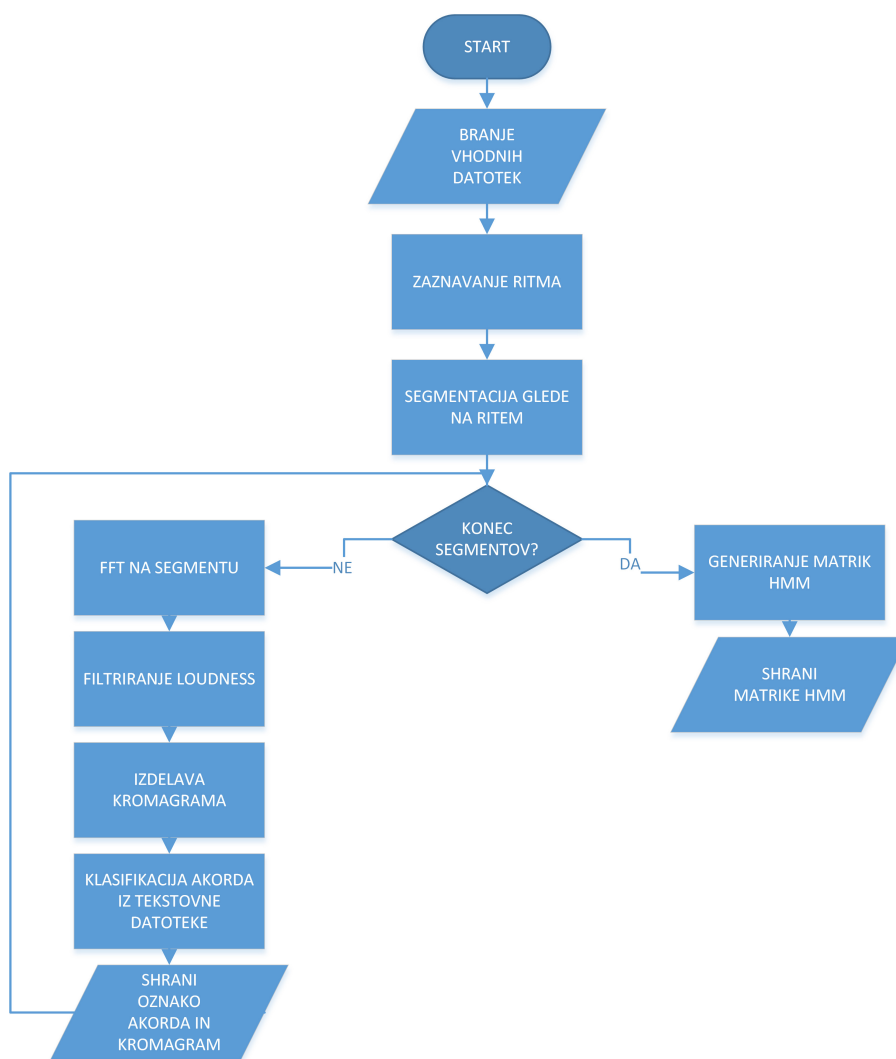 START
BRANJE
VHODNIH
DATOTEK
ZAZNAVANJE RITMA
SEGMENTACIJA GLEDE
NA RITEM
KONEC
SEGMENTOV?
NE
DA
FFT NA SEGMENTU
FILTRIRANJE LOUDNESS
IZDELAVA
KROMAGRAMA
KLASIFIKACIJA AKORDA
IZ TEKSTOVNE
DATOTEKE
SHRANI
OZNAKO
AKORDA IN
KROMAGRAM
GENERIRANJE MATRIK
HMM
SHRANI
MATRIKE HMM